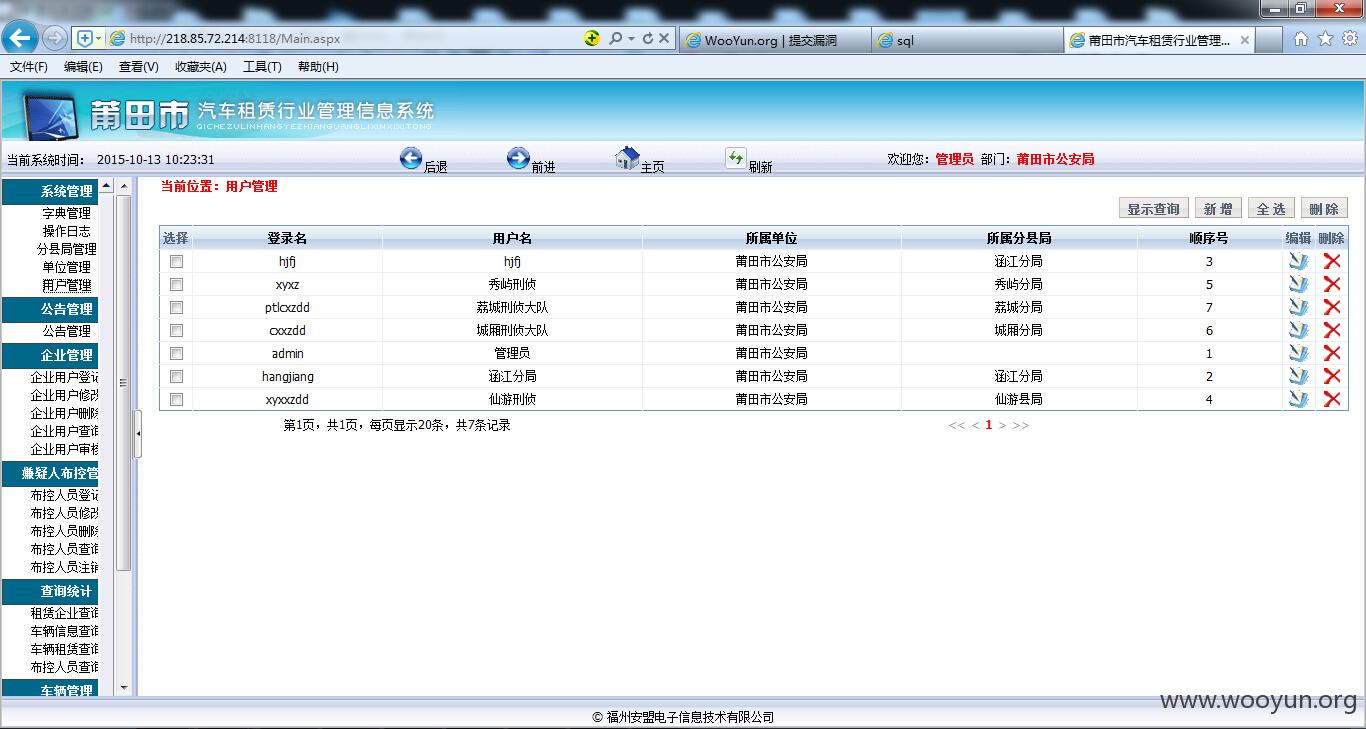 http://218.85.72.214:8118/Main.aspx
WooYun.org | 提交漏洞
sql
莆田市汽车租赁行业管理...
文件(F) 编辑(E) 查看(V) 收藏夹(A) 工具(T) 帮助(H)
莆田市 汽车租赁行业管理信息系统
QICHEZULINHANGYEZHIGUANGLIXINXIXITONG
当前系统时间: 2015-10-13 10:23:31
后退 前进 主页 刷新
欢迎您: 管理员 部门: 莆田市公安局
系统管理
字典管理
操作日志
分县局管理
单位管理
用户管理
公告管理
公告管理
企业管理
企业用户登记
企业用户修改
企业用户删除
企业用户查询
企业用户审核
嫌疑人布控管
布控人员登记
布控人员修改
布控人员删除
布控人员查询
布控人员注销
查询统计
租赁企业查询
车辆信息查询
车辆租赁查询
布控人员查询
车辆管理
当前位置: 用户管理
显示查询 新 增 全 选 删 除
选择 登录名 用户名 所属单位 所属分县局 顺序号 编辑 删除
hjfj hjfj 莆田市公安局 涵江分局 3
xyxz 秀屿刑侦 莆田市公安局 秀屿分局 5
ptlcxzdd 荔城刑侦大队 莆田市公安局 荔城分局 7
cxxzdd 城厢刑侦大队 莆田市公安局 城厢分局 6
admin 管理员 莆田市公安局 1
hangjiang 涵江分局 莆田市公安局 涵江分局 2
xyxxzdd 仙游刑侦 莆田市公安局 仙游县局 4
第1页，共1页，每页显示20条，共7条记录
<< < 1 > >>
www.wooyun.org
© 福州安盟电子信息技术有限公司